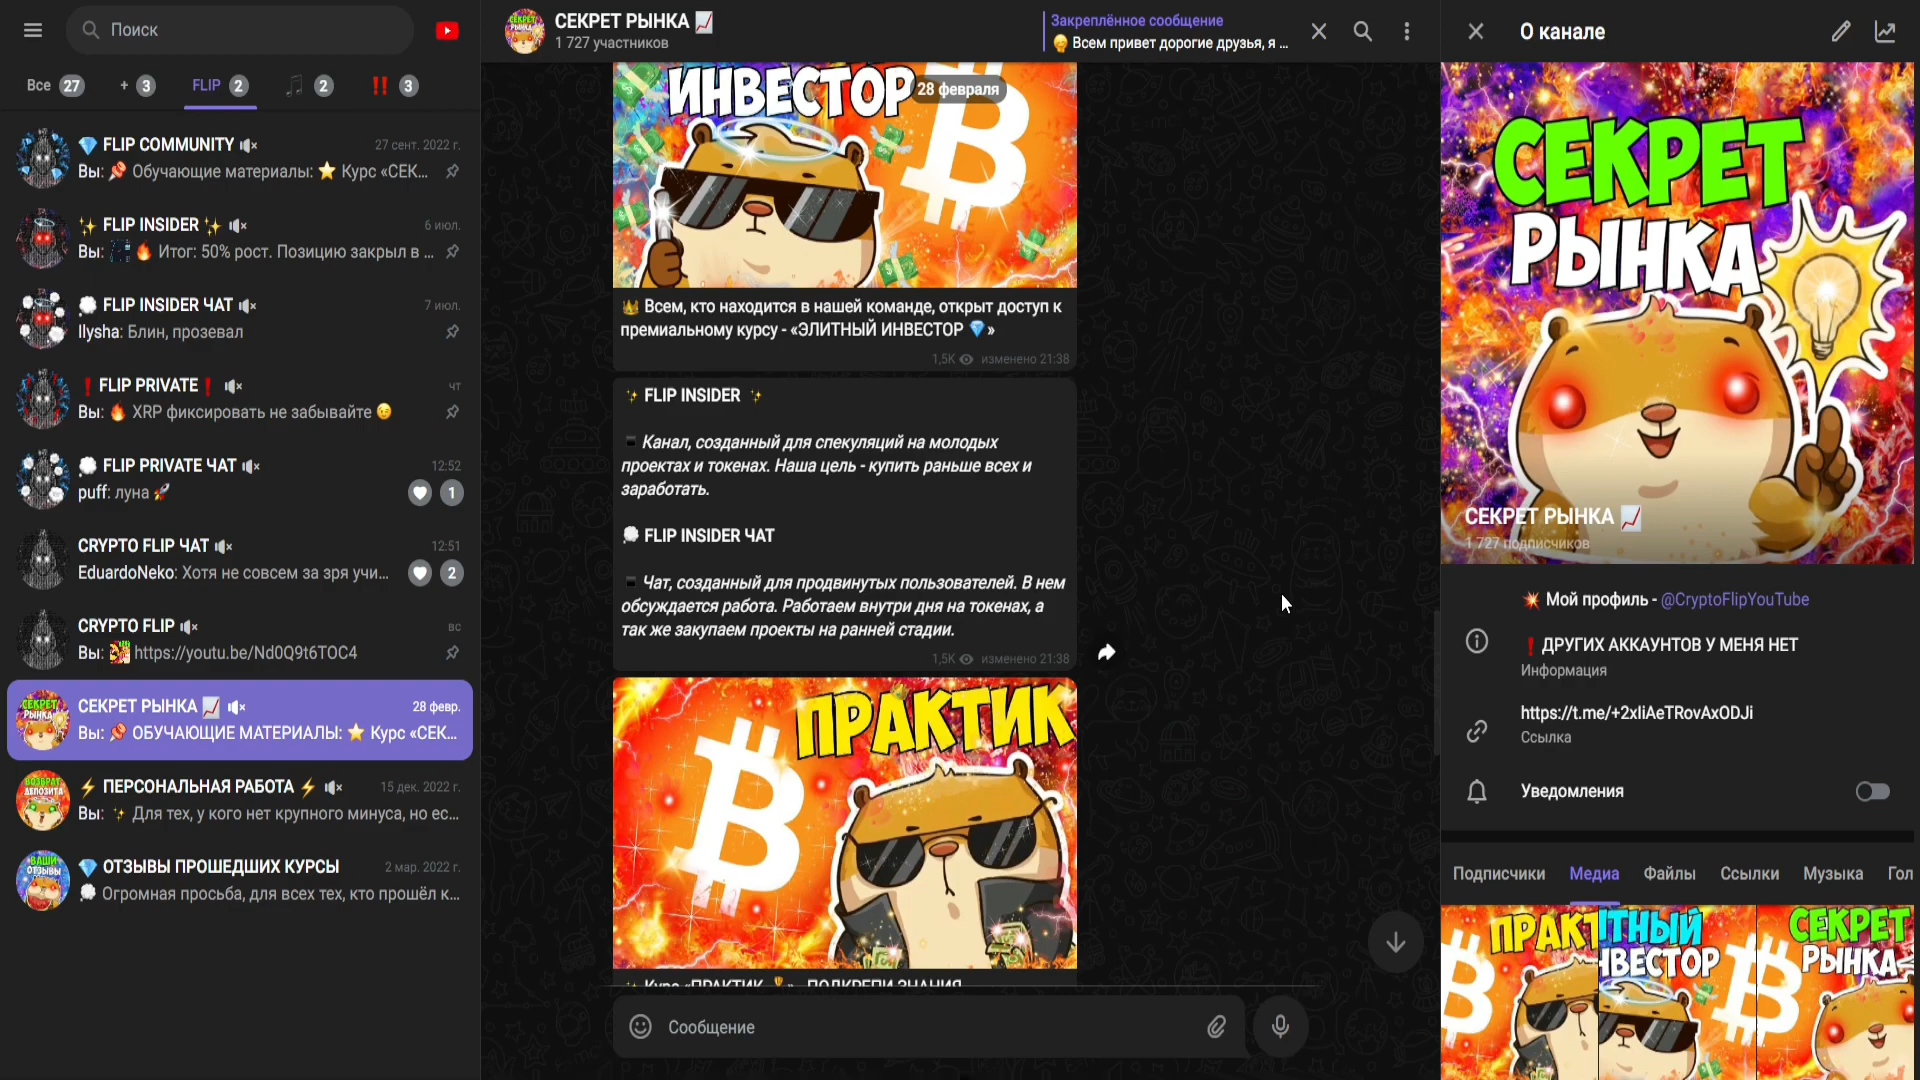 Поиск
Все 27
+ 3
FLIP 2
2
!! 3
FLIP COMMUNITY
27 сент. 2022 г.
Вы: Обучающие материалы: Курс «СЕК...
FLIP INSIDER
6 июл.
Вы: Итог: 50% рост. Позицию закрыл в ...
FLIP INSIDER ЧАТ
7 июл.
Ilysha: Блин, прозевал
FLIP PRIVATE
чт
Вы: XRP фиксировать не забывайте
FLIP PRIVATE ЧАТ
12:52
puff: луна
1
CRYPTO FLIP ЧАТ
12:51
EduardoNeko: Хотя не совсем за зря учи...
2
CRYPTO FLIP
вс
Вы: https://youtu.be/Nd0Q9t6TOC4
СЕКРЕТ РЫНКА
28 февр.
Вы: ОБУЧАЮЩИЕ МАТЕРИАЛЫ: Курс «СЕК...
ПЕРСОНАЛЬНАЯ РАБОТА
15 дек. 2022 г.
Вы: Для тех, у кого нет крупного минуса, но ес...
ОТЗЫВЫ ПРОШЕДШИХ КУРСЫ
2 мар. 2022 г.
Огромная просьба, для всех тех, кто прошёл к...
СЕКРЕТ РЫНКА
1 727 участников
Закреплённое сообщение
Всем привет дорогие друзья, я ...
ИНВЕСТОР
28 февраля
Всем, кто находится в нашей команде, открыт доступ к
премиальному курсу - «ЭЛИТНЫЙ ИНВЕСТОР »
1,5K изменено 21:38
FLIP INSIDER
Канал, созданный для спекуляций на молодых
проектах и токенах. Наша цель - купить раньше всех и
заработать.
FLIP INSIDER ЧАТ
Чат, созданный для продвинутых пользователей. В нем
обсуждается работа. Работаем внутри дня на токенах, а
так же закупаем проекты на ранней стадии.
1,5K изменено 21:38
ПРАКТИК
Курс «ПРАКТИК » - ПОДКРЕПИ ЗНАНИЯ
Сообщение
О канале
СЕКРЕТ
РЫНКА
СЕКРЕТ РЫНКА
1 727 подписчиков
Мой профиль - @CryptoFlipYouTube
ДРУГИХ АККАУНТОВ У МЕНЯ НЕТ
Информация
https://t.me/+2xliAeTRovAxODJi
Ссылка
Уведомления
Подписчики Медиа Файлы Ссылки Музыка Гол
ПРАКТ
ІТНЫЙ
ІНВЕСТОР
СЕКРЕТ
РЫНКА